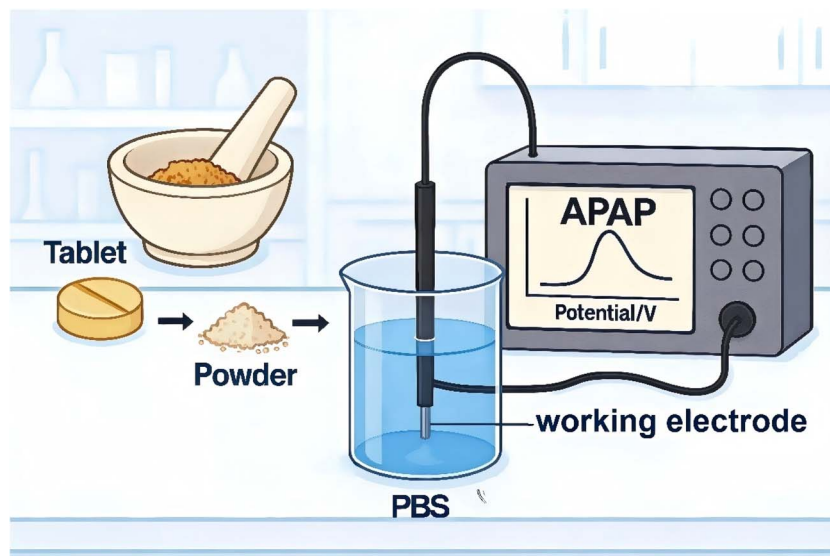 Tablet
Powder
APAP
Potential/V
working electrode
PBS